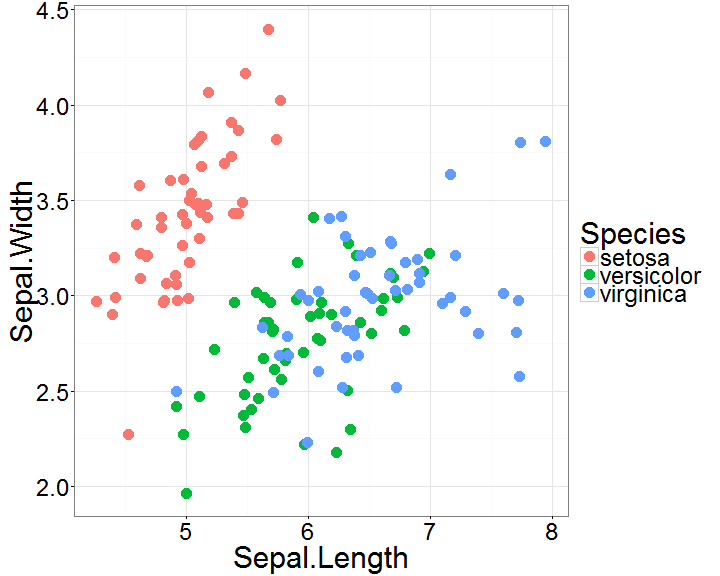 4.5
4.0
3.5
3.0
2.5
2.0
Sepal.Width
5 6 7 8
Sepal.Length
Species
setosa
versicolor
virginica